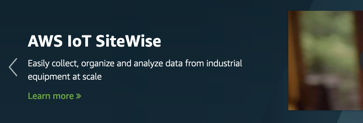 AWS IoT SiteWise
Easily collect, organize and analyze data from industrial
equipment at scale
Learn more »